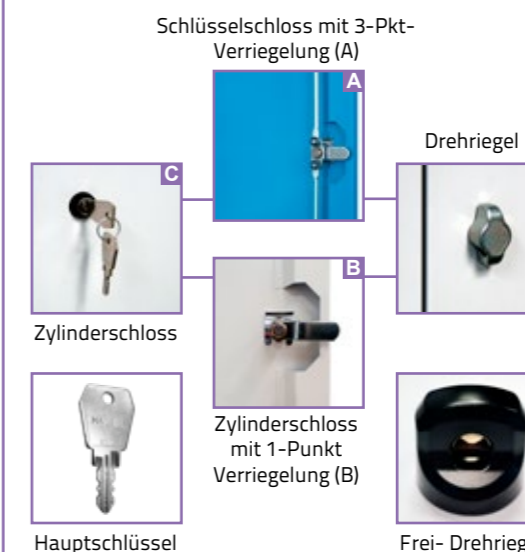 Schlüsselschloss mit 3-Pkt-
Verriegelung (A)
A
Drehriegel
C
B
Zylinderschloss
Zylinderschloss
mit 1-Punkt
Verriegelung (B)
Hauptschlüssel
Frei- Drehrieg